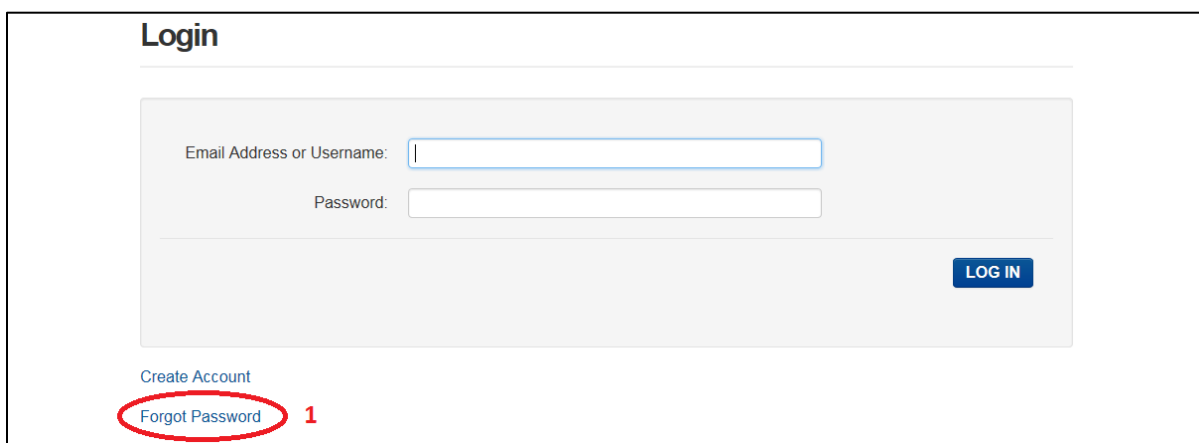 Login
Email Address or Username:
Password:
LOG IN
Create Account
Forgot Password 1